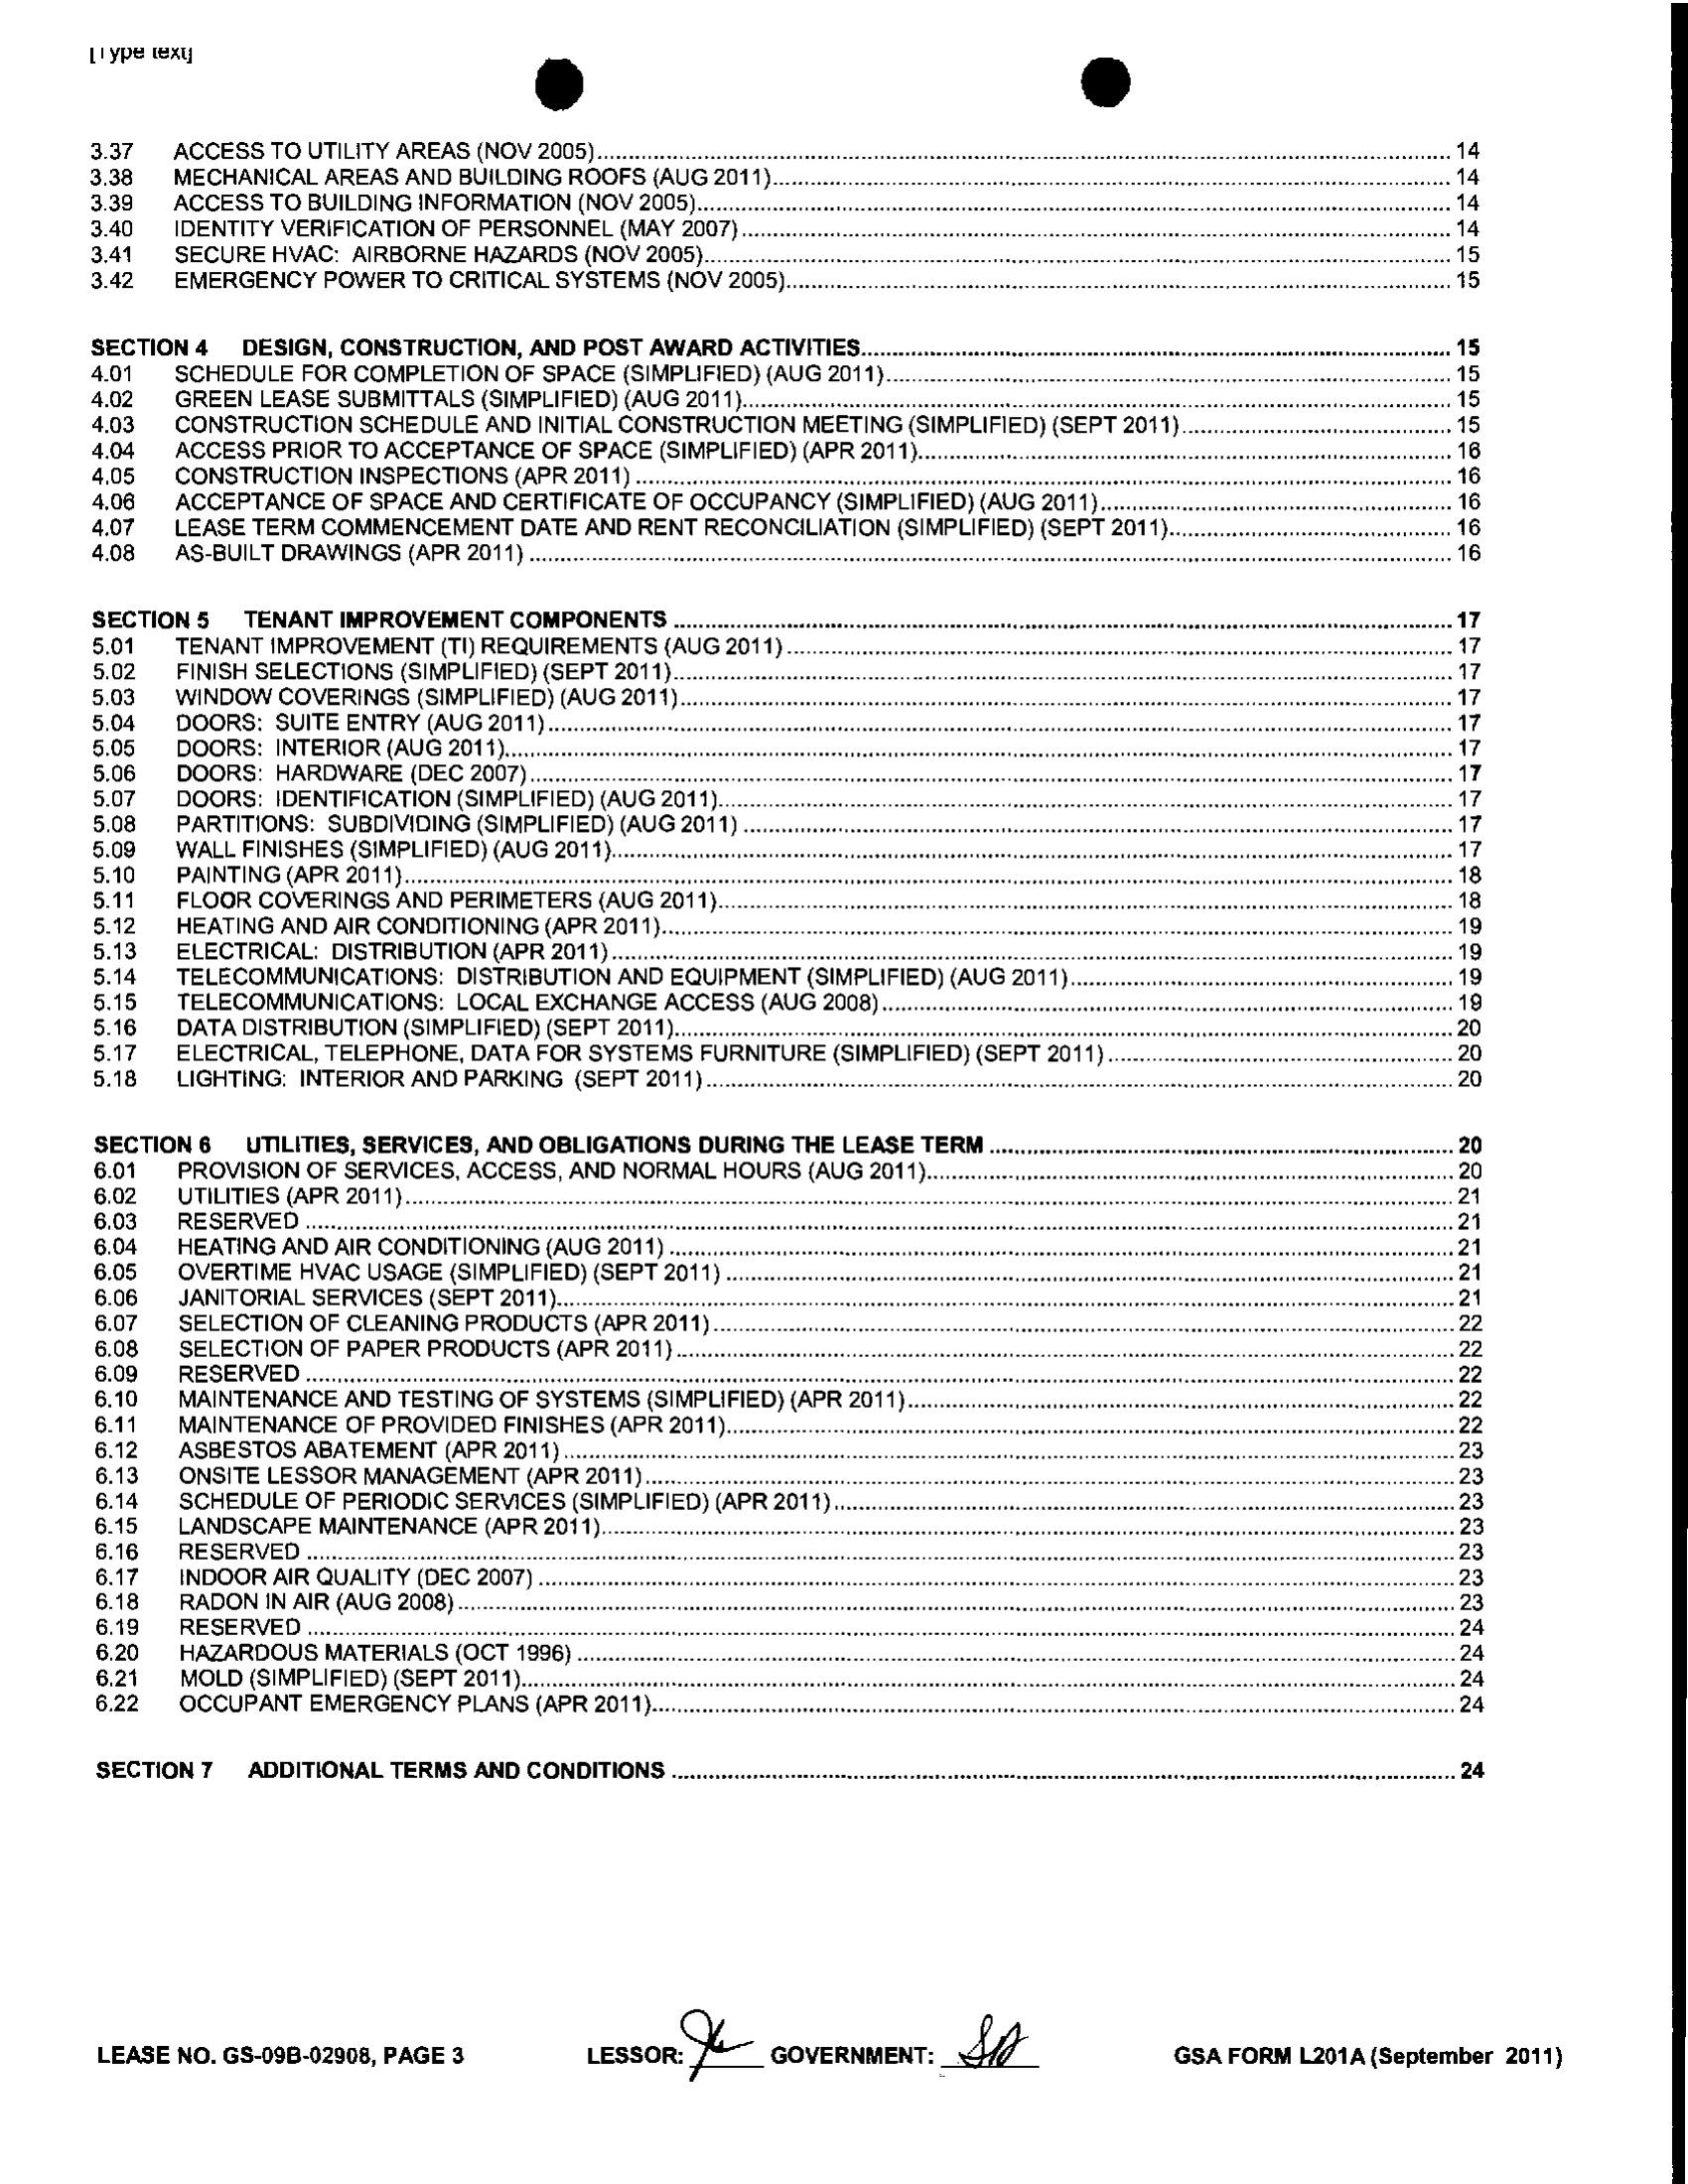 [Type text]
3.37 ACCESS TO UTILITY AREAS (NOV 2005) 14
3.38 MECHANICAL AREAS AND BUILDING ROOFS (AUG 2011) 14
3.39 ACCESS TO BUILDING INFORMATION (NOV 2005) 14
3.40 IDENTITY VERIFICATION OF PERSONNEL (MAY 2007) 14
3.41 SECURE HVAC: AIRBORNE HAZARDS (NOV 2005) 15
3.42 EMERGENCY POWER TO CRITICAL SYSTEMS (NOV 2005) 15
SECTION 4 DESIGN, CONSTRUCTION, AND POST AWARD ACTIVITIES 15
4.01 SCHEDULE FOR COMPLETION OF SPACE (SIMPLIFIED) (AUG 2011) 15
4.02 GREEN LEASE SUBMITTALS (SIMPLIFIED) (AUG 2011) 15
4.03 CONSTRUCTION SCHEDULE AND INITIAL CONSTRUCTION MEETING (SIMPLIFIED) (SEPT 2011) 15
4.04 ACCESS PRIOR TO ACCEPTANCE OF SPACE (SIMPLIFIED) (APR 2011) 16
4.05 CONSTRUCTION INSPECTIONS (APR 2011) 16
4.06 ACCEPTANCE OF SPACE AND CERTIFICATE OF OCCUPANCY (SIMPLIFIED) (AUG 2011) 16
4.07 LEASE TERM COMMENCEMENT DATE AND RENT RECONCILIATION (SIMPLIFIED) (SEPT 2011) 16
4.08 AS-BUILT DRAWINGS (APR 2011) 16
SECTION 5 TENANT IMPROVEMENT COMPONENTS 17
5.01 TENANT IMPROVEMENT (TI) REQUIREMENTS (AUG 2011) 17
5.02 FINISH SELECTIONS (SIMPLIFIED) (SEPT 2011) 17
5.03 WINDOW COVERINGS (SIMPLIFIED) (AUG 2011) 17
5.04 DOORS: SUITE ENTRY (AUG 2011) 17
5.05 DOORS: INTERIOR (AUG 2011) 17
5.06 DOORS: HARDWARE (DEC 2007) 17
5.07 DOORS: IDENTIFICATION (SIMPLIFIED) (AUG 2011) 17
5.08 PARTITIONS: SUBDIVIDING (SIMPLIFIED) (AUG 2011) 17
5.09 WALL FINISHES (SIMPLIFIED) (AUG 2011) 17
5.10 PAINTING (APR 2011) 18
5.11 FLOOR COVERINGS AND PERIMETERS (AUG 2011) 18
5.12 HEATING AND AIR CONDITIONING (APR 2011) 19
5.13 ELECTRICAL: DISTRIBUTION (APR 2011) 19
5.14 TELECOMMUNICATIONS: DISTRIBUTION AND EQUIPMENT (SIMPLIFIED) (AUG 2011) 19
5.15 TELECOMMUNICATIONS: LOCAL EXCHANGE ACCESS (AUG 2008) 19
5.16 DATA DISTRIBUTION (SIMPLIFIED) (SEPT 2011) 20
5.17 ELECTRICAL, TELEPHONE, DATA FOR SYSTEMS FURNITURE (SIMPLIFIED) (SEPT 2011) 20
5.18 LIGHTING: INTERIOR AND PARKING (SEPT 2011) 20
SECTION 6 UTILITIES, SERVICES, AND OBLIGATIONS DURING THE LEASE TERM 20
6.01 PROVISION OF SERVICES, ACCESS, AND NORMAL HOURS (AUG 2011) 20
6.02 UTILITIES (APR 2011) 21
6.03 RESERVED 21
6.04 HEATING AND AIR CONDITIONING (AUG 2011) 21
6.05 OVERTIME HVAC USAGE (SIMPLIFIED) (SEPT 2011) 21
6.06 JANITORIAL SERVICES (SEPT 2011) 21
6.07 SELECTION OF CLEANING PRODUCTS (APR 2011) 22
6.08 SELECTION OF PAPER PRODUCTS (APR 2011) 22
6.09 RESERVED 22
6.10 MAINTENANCE AND TESTING OF SYSTEMS (SIMPLIFIED) (APR 2011) 22
6.11 MAINTENANCE OF PROVIDED FINISHES (APR 2011) 22
6.12 ASBESTOS ABATEMENT (APR 2011) 23
6.13 ONSITE LESSOR MANAGEMENT (APR 2011) 23
6.14 SCHEDULE OF PERIODIC SERVICES (SIMPLIFIED) (APR 2011) 23
6.15 LANDSCAPE MAINTENANCE (APR 2011) 23
6.16 RESERVED 23
6.17 INDOOR AIR QUALITY (DEC 2007) 23
6.18 RADON IN AIR (AUG 2008) 23
6.19 RESERVED 24
6.20 HAZARDOUS MATERIALS (OCT 1996) 24
6.21 MOLD (SIMPLIFIED) (SEPT 2011) 24
6.22 OCCUPANT EMERGENCY PLANS (APR 2011) 24
SECTION 7 ADDITIONAL TERMS AND CONDITIONS 24
LEASE NO. GS-09B-02908, PAGE 3 LESSOR: GOVERNMENT: GSA FORM L201A (September 2011)